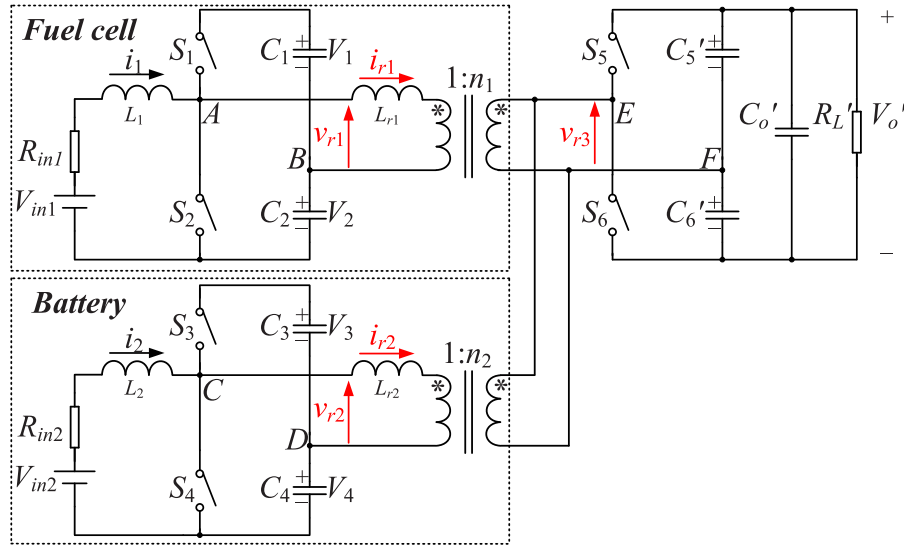 Fuel cell
S₁
C₁
+
−
V₁
i₁
L₁
A
iᵣ₁
Lᵣ₁
1:n₁
*
*
vᵣ₁
B
Rᵢₙ₁
Vᵢₙ₁
S₂
C₂
+
−
V₂
S₅
C₅'
+
−
vᵣ₃
E
F
S₆
C₆'
+
−
Cₒ'
R_L'
Vₒ'
+
−
Battery
S₃
C₃
+
−
V₃
i₂
L₂
C
iᵣ₂
Lᵣ₂
1:n₂
*
*
vᵣ₂
D
Rᵢₙ₂
Vᵢₙ₂
S₄
C₄
+
−
V₄